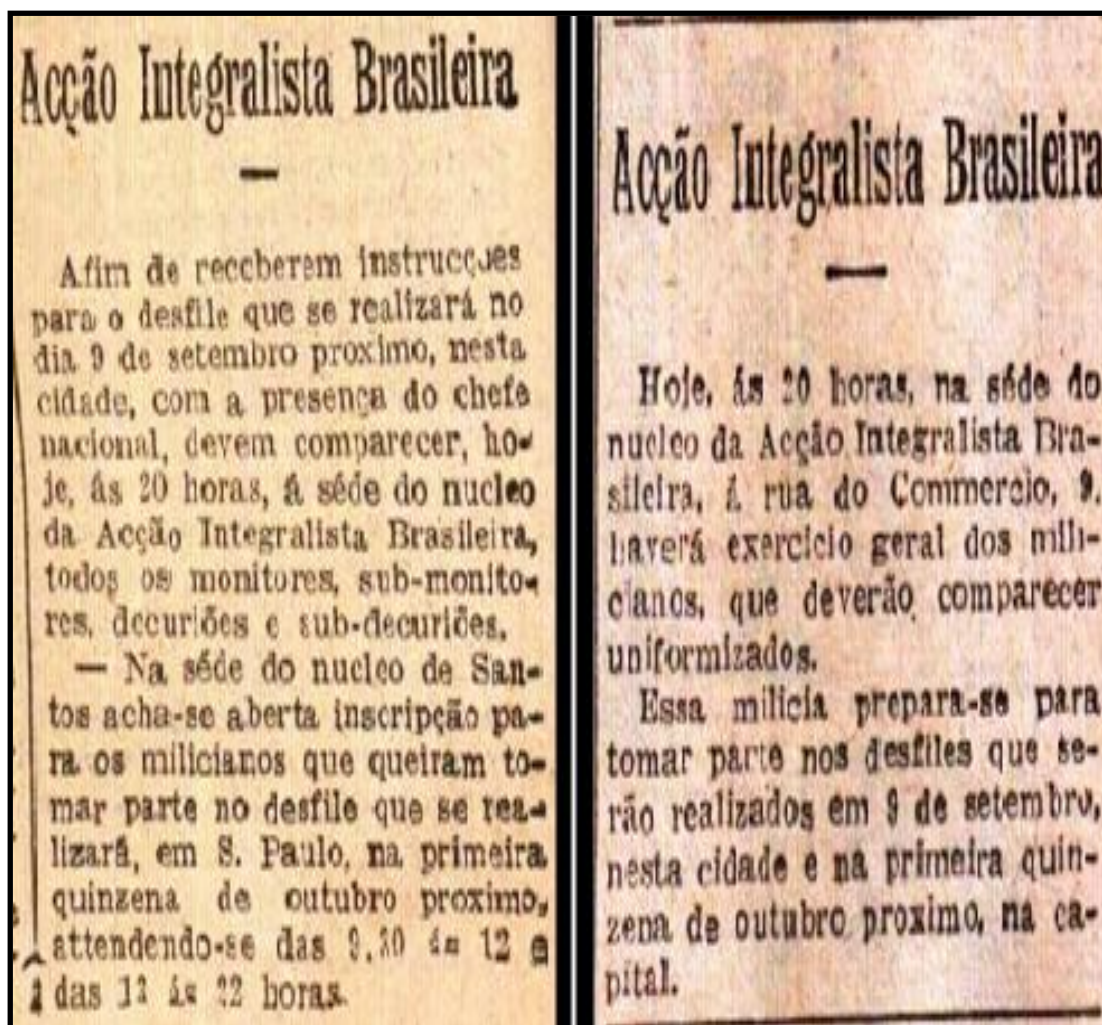 Acção Integralista Brasileira
Afim de receberem instrucções
para o desfile que se realizará no
dia 9 de setembro proximo, nesta
cidade, com a presença do chefe
nacional, devem comparecer, ho-
je, ás 20 horas, á séde do nucleo
da Acção Integralista Brasileira,
todos os monitores, sub-monito-
res, decuriões e sub-decuriões.
— Na séde do nucleo de San-
tos acha-se aberta inscripção pa-
ra os milicianos que queiram to-
mar parte no desfile que se rea-
lizará, em S. Paulo, na primeira
quinzena de outubro proximo,
attendendo-se das ás 12 e
das ás 22 horas.
Acção Integralista Brasileira
Hoje, ás 20 horas, na séde do
nucleo da Acção Integralista Bra-
sileira, á rua do Commercio, 9,
haverá exercicio geral dos mili-
cianos, que deverão comparecer
uniformizados.
Essa milicia prepara-se para
tomar parte nos desfiles que se-
rão realizados em 9 de setembro,
nesta cidade e na primeira quin-
zena de outubro proximo, na ca-
pital.